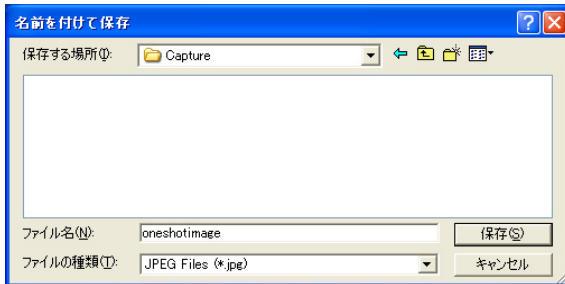 名前を付けて保存
保存する場所(I):
Capture
ファイル名(N):
oneshotimage
保存(S)
ファイルの種類(T):
JPEG Files (*.jpg)
キャンセル